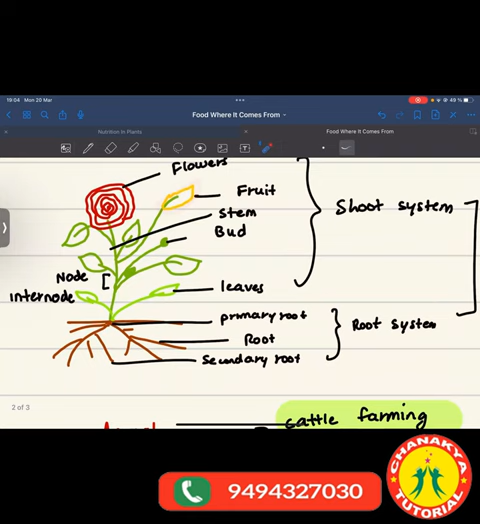 19:04 Mon 20 Mar
49 %
Food Where It Comes From
Nutrition In Plants
Food Where It Comes From
Flowers
Fruit
Stem
Bud
Shoot system
Node
Internode
leaves
primary root
Root
Root system
Secondary root
2 of 3
cattle farming
9494327030
CHANAKYA
TUTORIAL